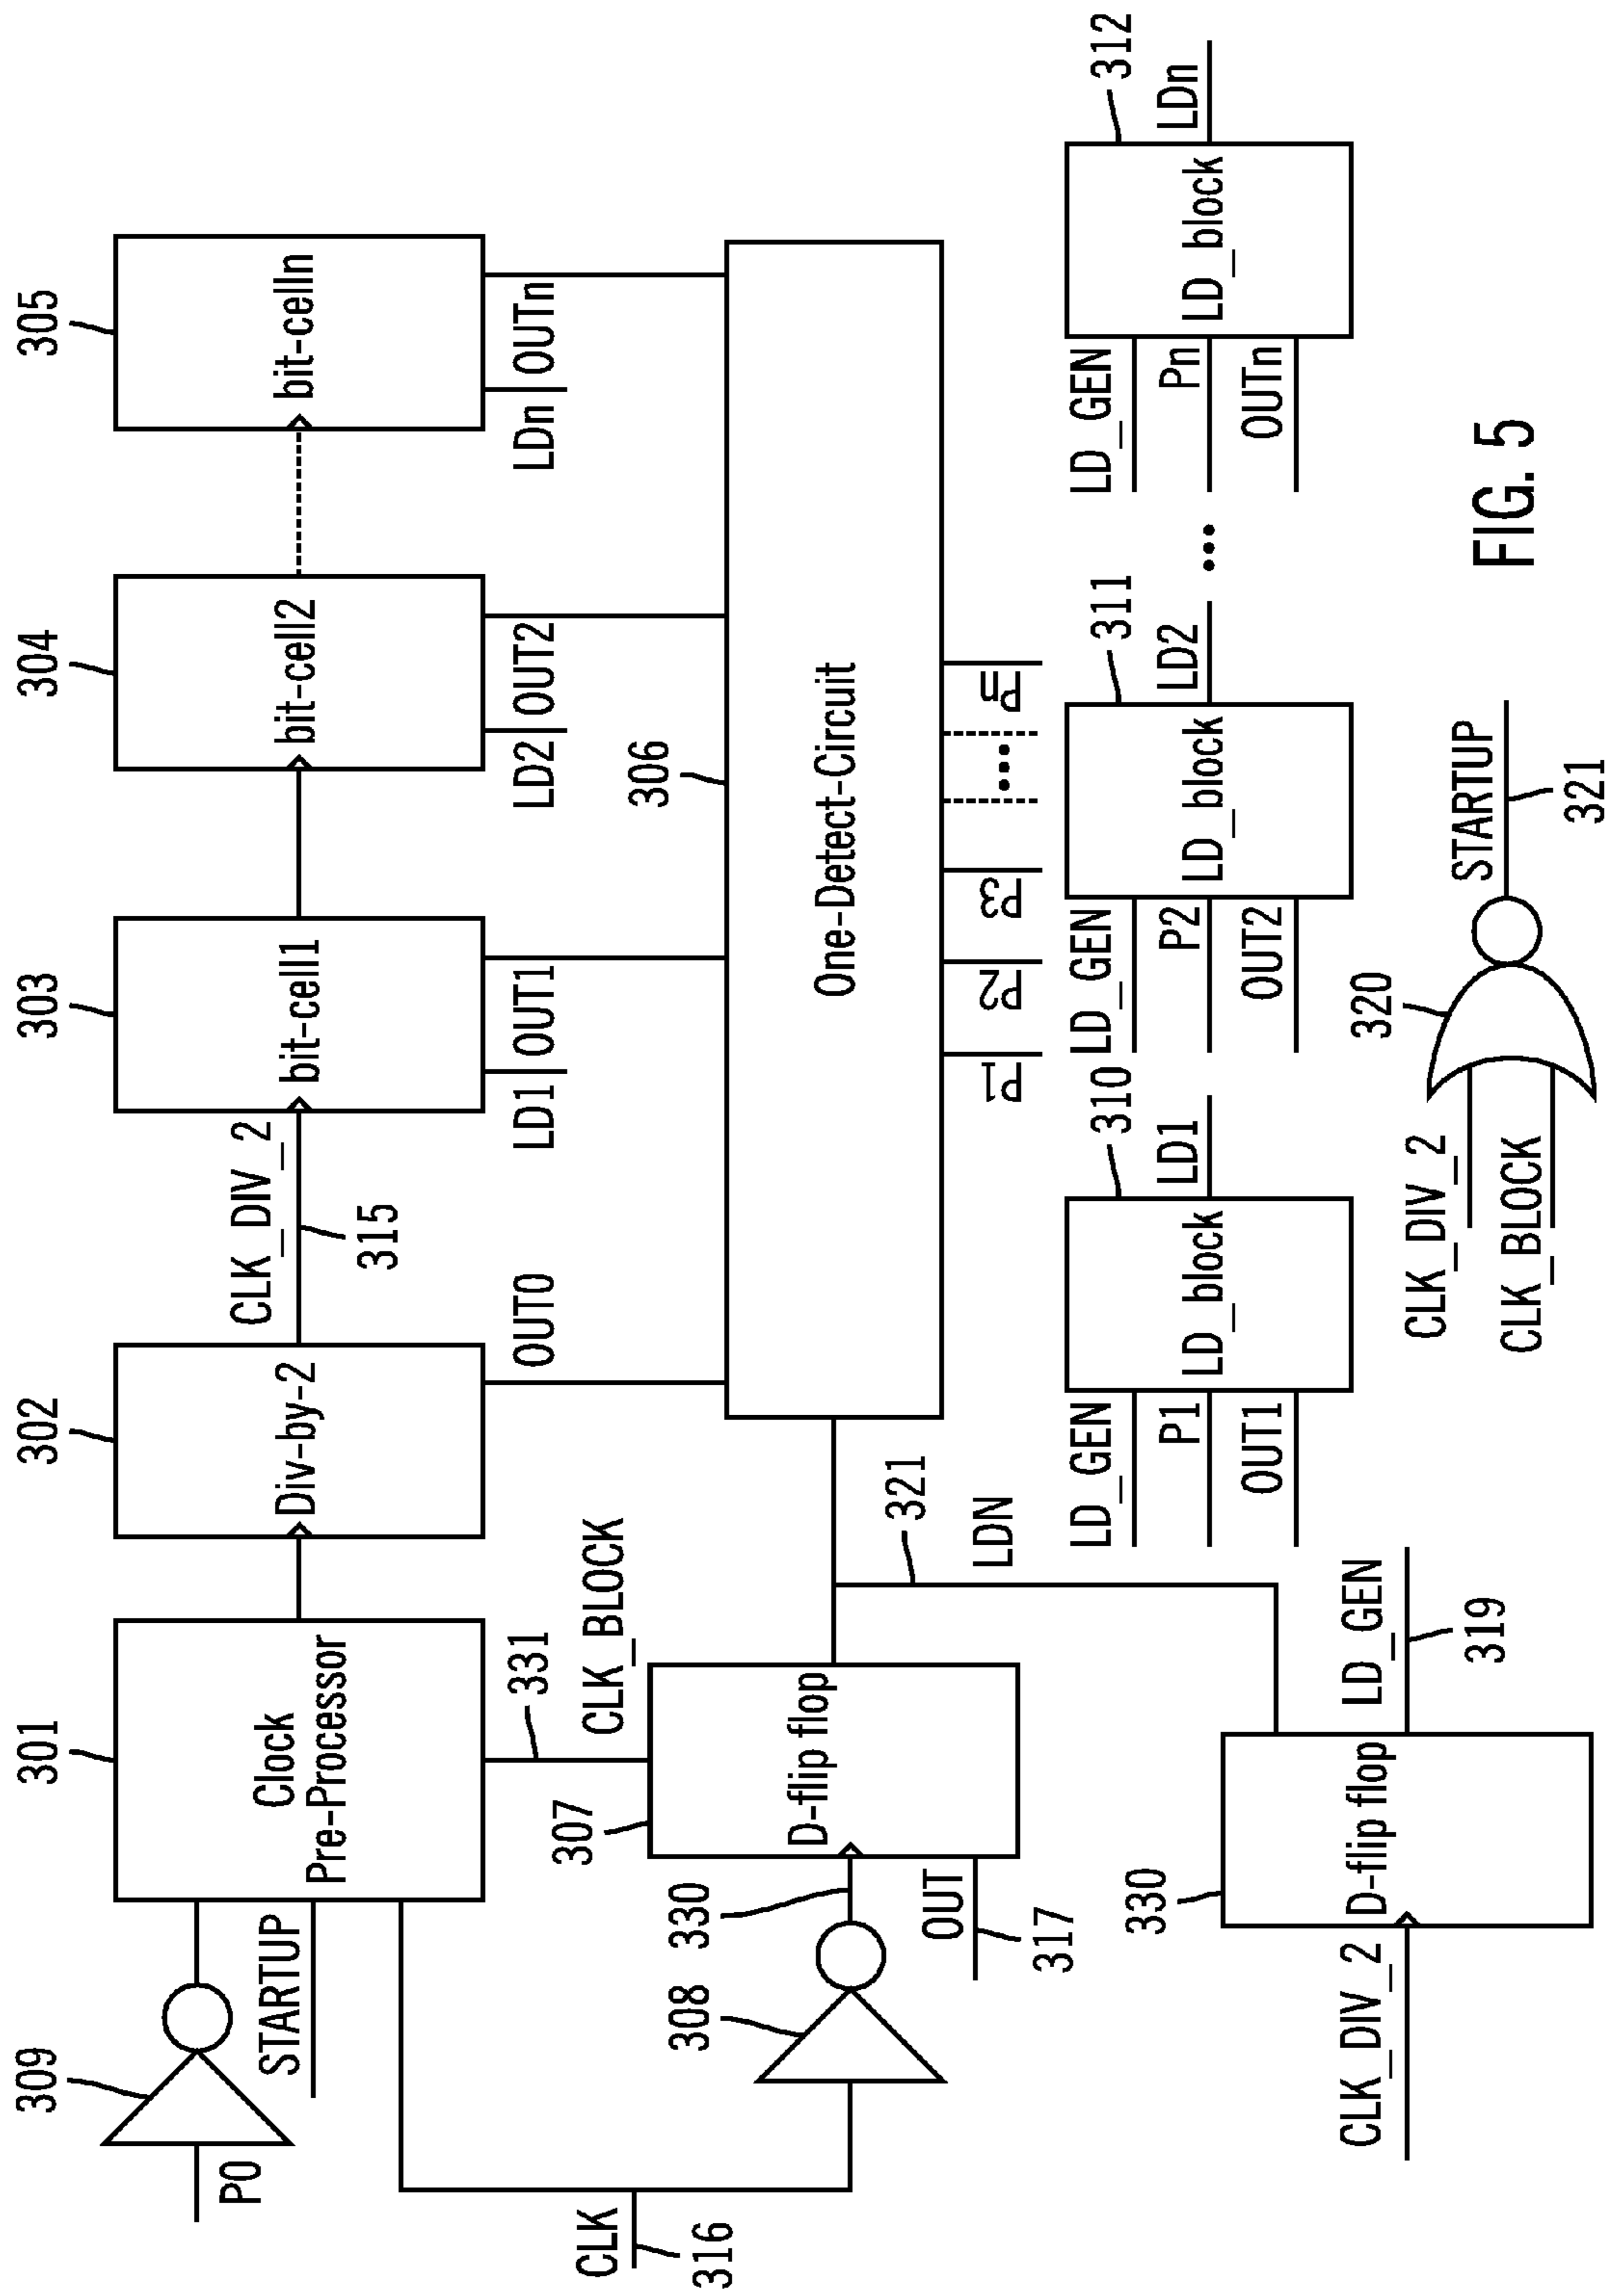 309
P0
STARTUP
301
Clock
Pre-Processor
302
Div-by-2
CLK_DIV_2
315
303
bit-cell1
304
bit-cell2
305
bit-celln
OUT0
LD1
OUT1
LD2
OUT2
LDn
OUTn
331
CLK_BLOCK
CLK
316
308
330
307
D-flip flop
OUT
317
321
LDN
306
One-Detect-Circuit
P1
P2
P3
...
Pn
CLK_DIV_2
330
D-flip flop
LD_GEN
319
LD_GEN
P1
OUT1
LD_block
310
LD1
LD_GEN
P2
OUT2
LD_block
311
LD2
...
LD_GEN
Pn
OUTn
LD_block
312
LDn
CLK_DIV_2
CLK_BLOCK
320
STARTUP
321
FIG. 5